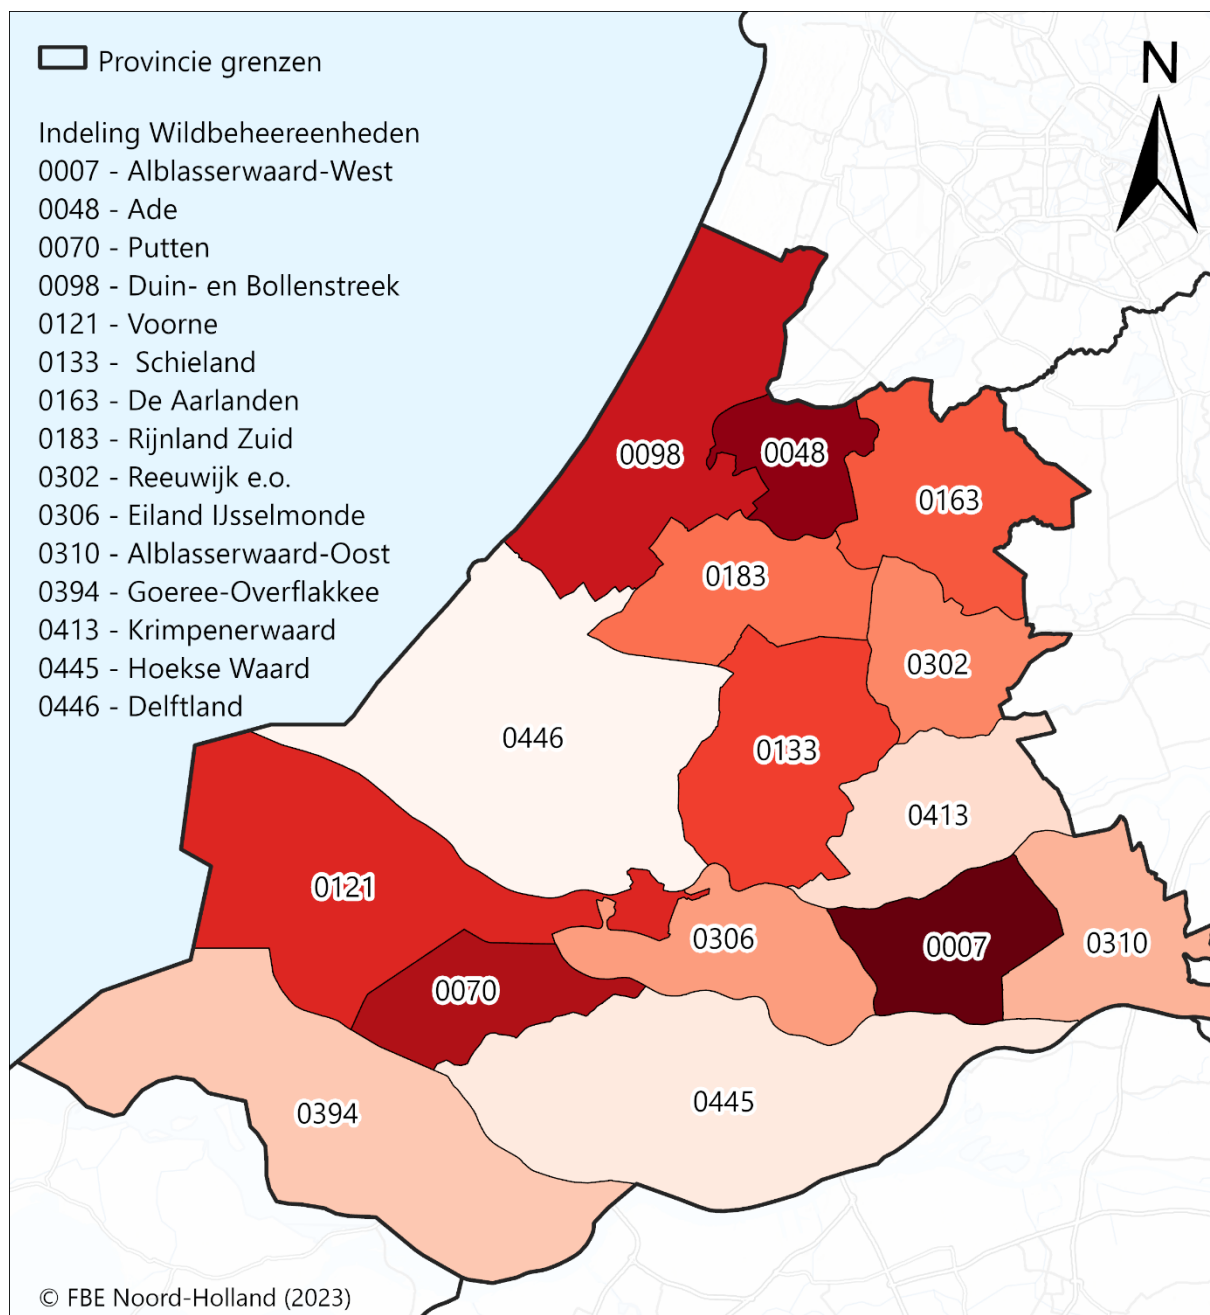 Provincie grenzen
N
Indeling Wildbeheereenheden
0007 - Alblasserwaard-West
0048 - Ade
0070 - Putten
0098 - Duin- en Bollenstreek
0121 - Voorne
0133 -  Schieland
0163 - De Aarlanden
0183 - Rijnland Zuid
0302 - Reeuwijk e.o.
0306 - Eiland IJsselmonde
0310 - Alblasserwaard-Oost
0394 - Goeree-Overflakkee
0413 - Krimpenerwaard
0445 - Hoekse Waard
0446 - Delftland
0098
0048
0163
0183
0302
0446
0133
0413
0121
0306
0007
0310
0070
0445
0394
© FBE Noord-Holland (2023)